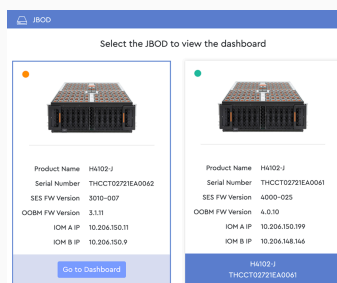 JBOD
Select the JBOD to view the dashboard
Product Name H4102-J
Serial Number THCCT02721EA0062
SES FW Version 3010-007
OOBM FW Version 3.1.11
IOM A IP 10.206.150.11
IOM B IP 10.206.150.9
Go to Dashboard
Product Name H4102-J
Serial Number THCCT02721EA0061
SES FW Version 4000-025
OOBM FW Version 4.0.10
IOM A IP 10.206.150.199
IOM B IP 10.206.148.146
H4102-J
THCCT02721EA0061